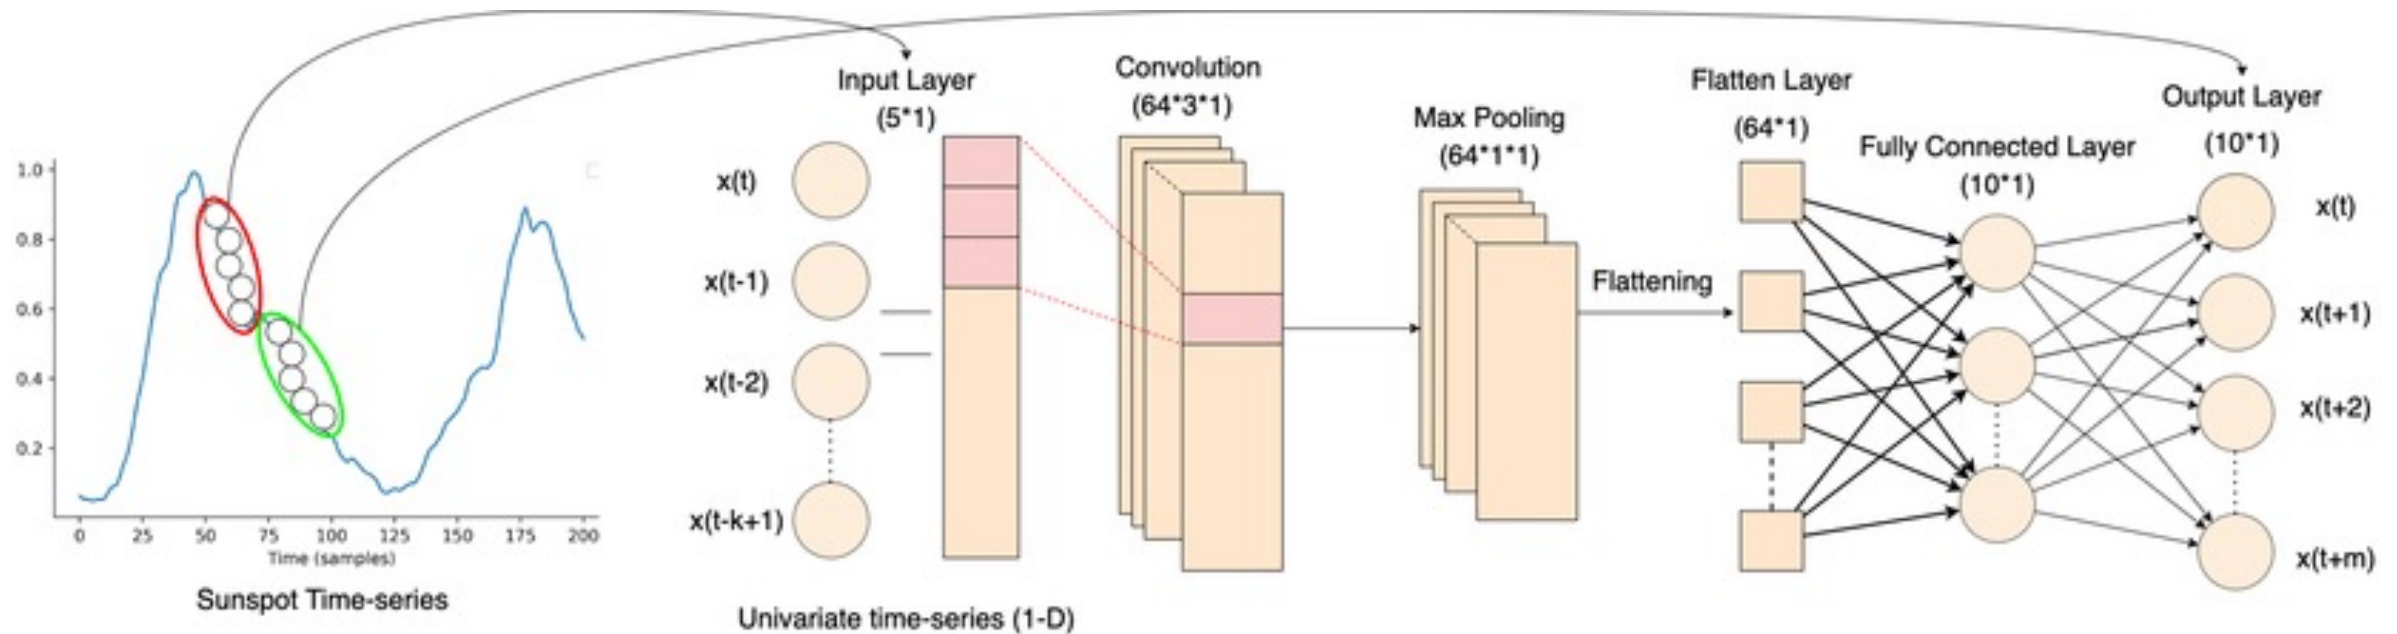 1.0
0.8
0.6
0.4
0.2
0 25 50 75 100 125 150 175 200
Time (samples)
Sunspot Time-series
Input Layer
(5*1)
x(t)
x(t-1)
x(t-2)
x(t-k+1)
Univariate time-series (1-D)
Convolution
(64*3*1)
Max Pooling
(64*1*1)
Flattening
Flatten Layer
(64*1)
Fully Connected Layer
(10*1)
Output Layer
(10*1)
x(t)
x(t+1)
x(t+2)
x(t+m)